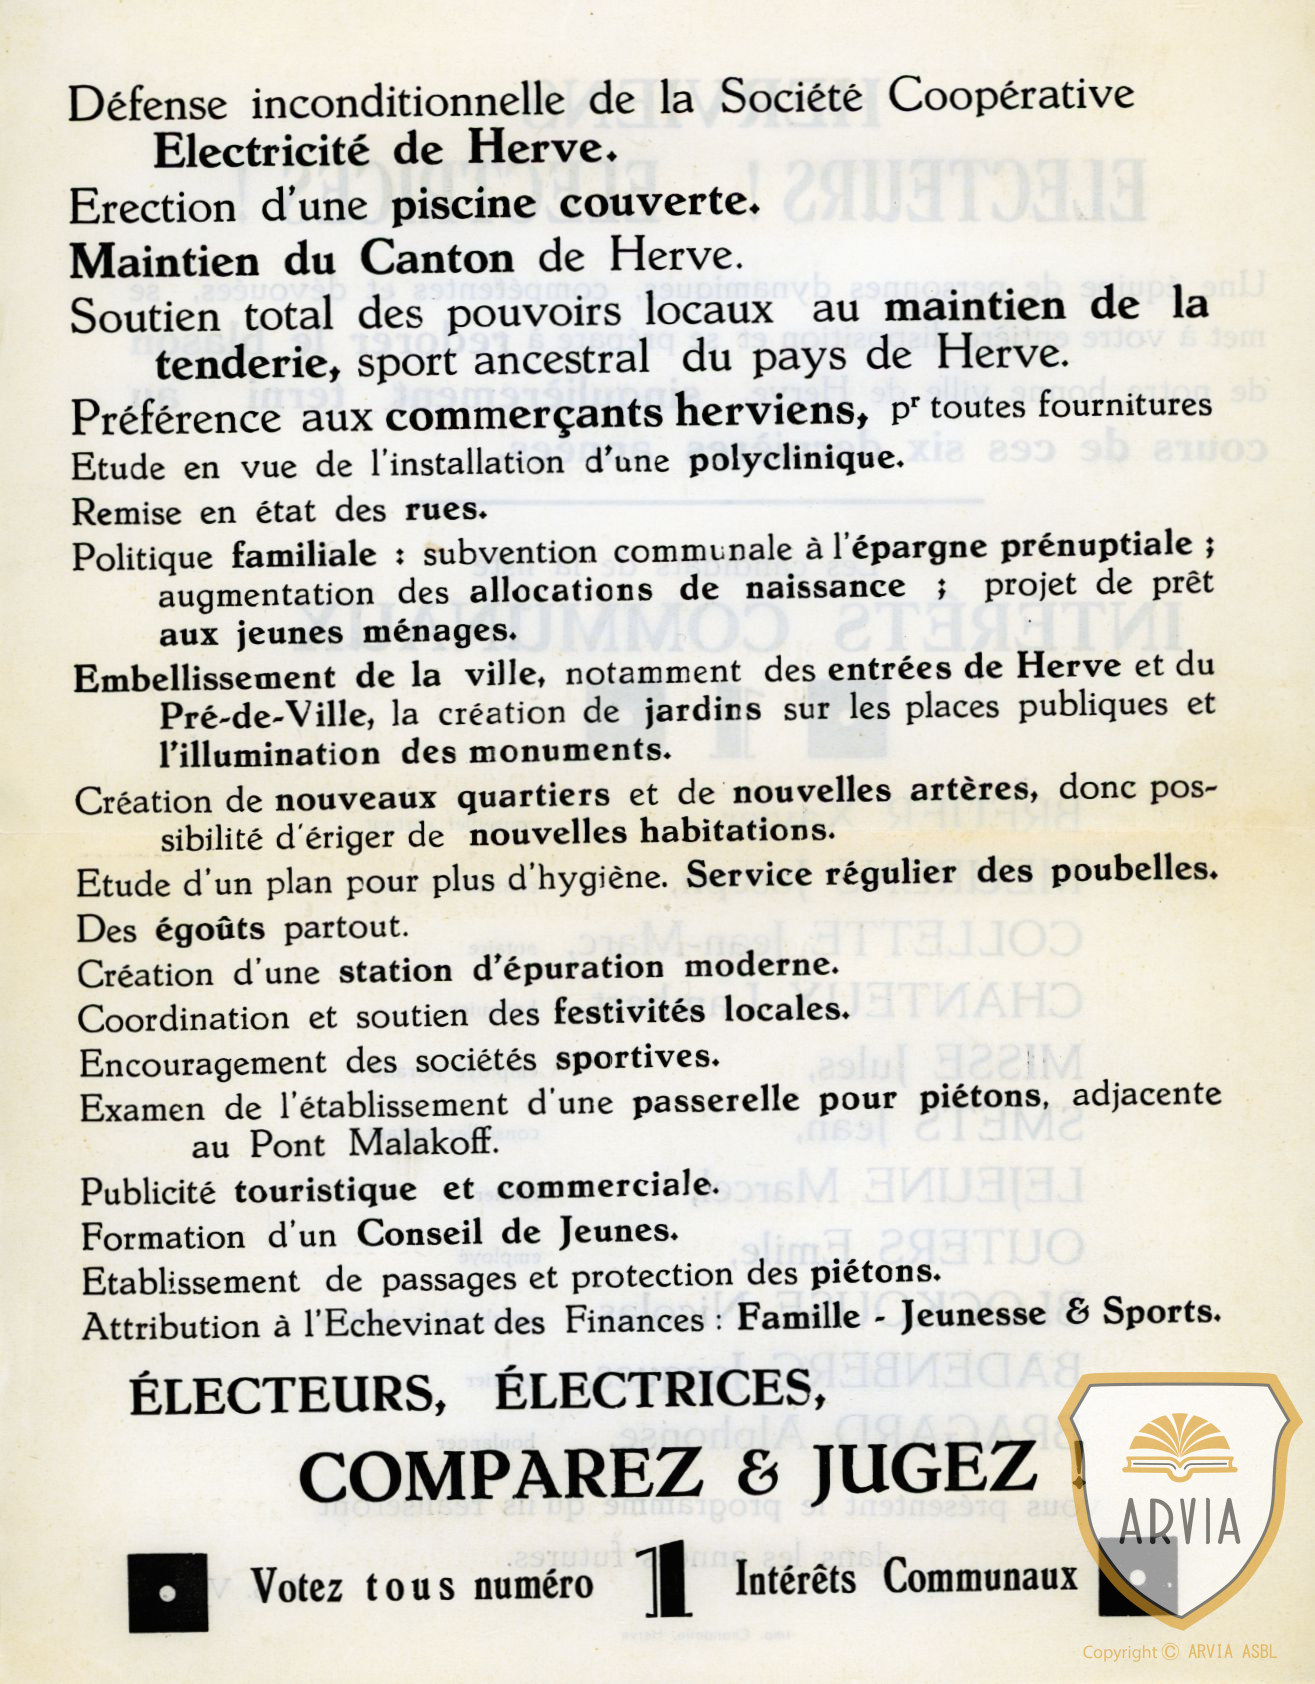 Défense inconditionnelle de la Société Coopérative
Electricité de Herve.
Erection d'une piscine couverte.
Maintien du Canton de Herve.
Soutien total des pouvoirs locaux au maintien de la
tenderie, sport ancestral du pays de Herve.
Préférence aux commerçants herviens, pʳ toutes fournitures
Etude en vue de l'installation d'une polyclinique.
Remise en état des rues.
Politique familiale : subvention communale à l'épargne prénuptiale ;
augmentation des allocations de naissance ; projet de prêt
aux jeunes ménages.
Embellissement de la ville, notamment des entrées de Herve et du
Pré-de-Ville, la création de jardins sur les places publiques et
l'illumination des monuments.
Création de nouveaux quartiers et de nouvelles artères, donc pos-
sibilité d'ériger de nouvelles habitations.
Etude d'un plan pour plus d'hygiène. Service régulier des poubelles.
Des égoûts partout.
Création d'une station d'épuration moderne.
Coordination et soutien des festivités locales.
Encouragement des sociétés sportives.
Examen de l'établissement d'une passerelle pour piétons, adjacente
au Pont Malakoff.
Publicité touristique et commerciale.
Formation d'un Conseil de Jeunes.
Etablissement de passages et protection des piétons.
Attribution à l'Echevinat des Finances : Famille - Jeunesse & Sports.
ÉLECTEURS, ÉLECTRICES,
COMPAREZ & JUGEZ !
Votez tous numéro 1 Intérêts Communaux
ARVIA
Copyright © ARVIA ASBL